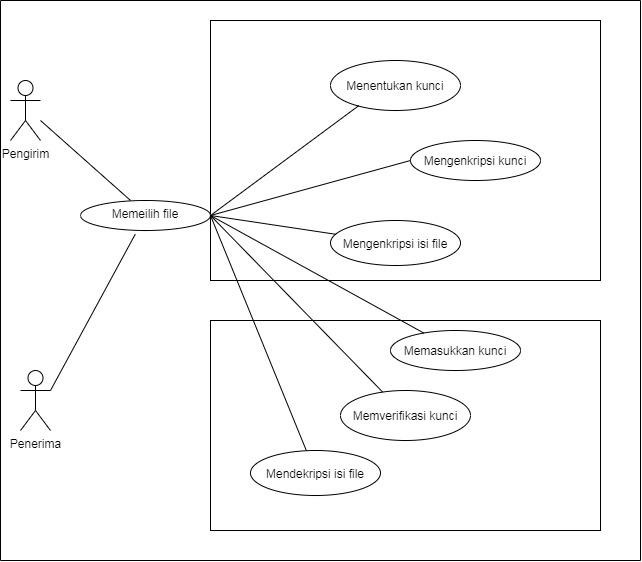 Menentukan kunci
Mengenkripsi kunci
Pengirim
Memeilih file
Mengenkripsi isi file
Memasukkan kunci
Memverifikasi kunci
Penerima
Mendekripsi isi file